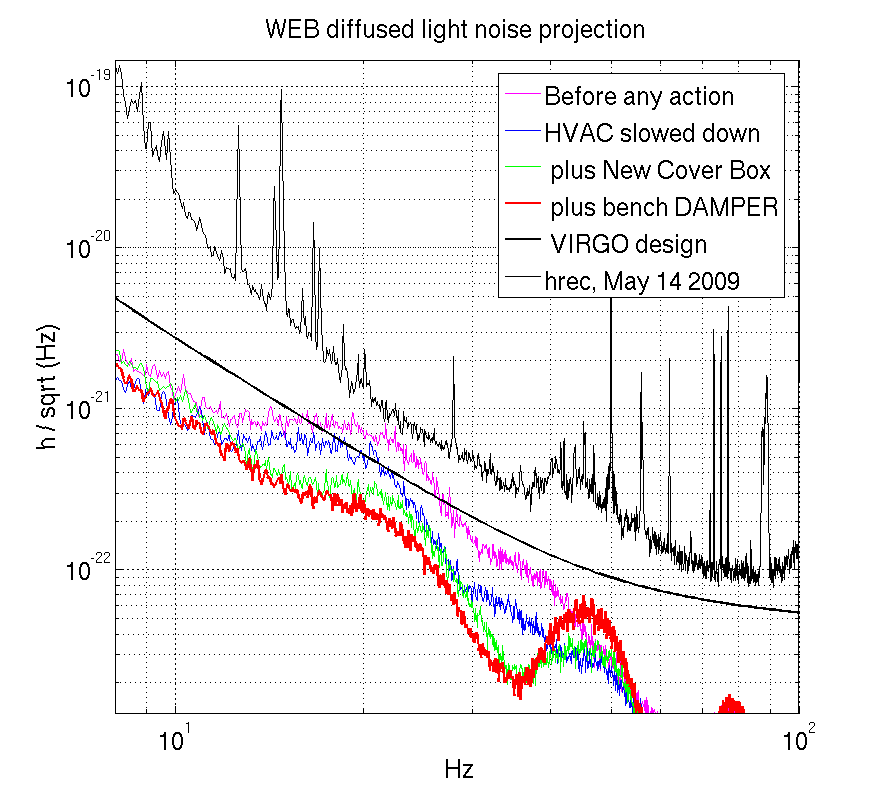 WEB diffused light noise projection
10^-19
10^-20
10^-21
10^-22
h / sqrt (Hz)
Before any action
HVAC slowed down
plus New Cover Box
plus bench DAMPER
VIRGO design
hrec, May 14 2009
10^1
10^2
Hz